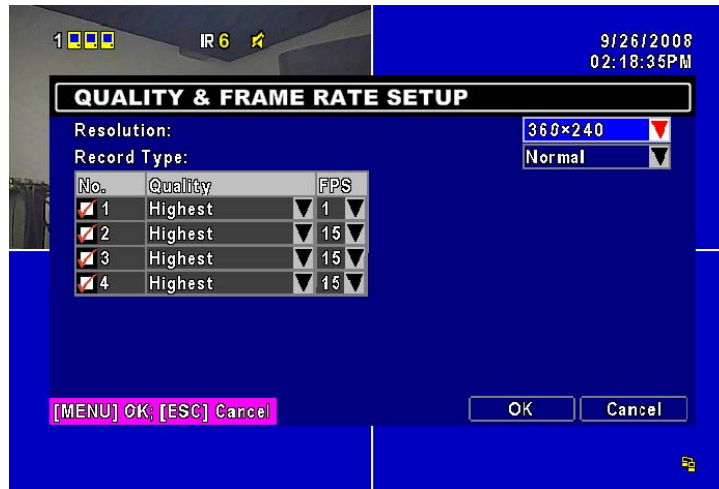 1 IR 6 9/26/2008
02:18:35PM
QUALITY & FRAME RATE SETUP
Resolution: 360×240
Record Type: Normal
No. Quality FPS
1 Highest 1
2 Highest 15
3 Highest 15
4 Highest 15
[MENU] OK; [ESC] Cancel OK Cancel